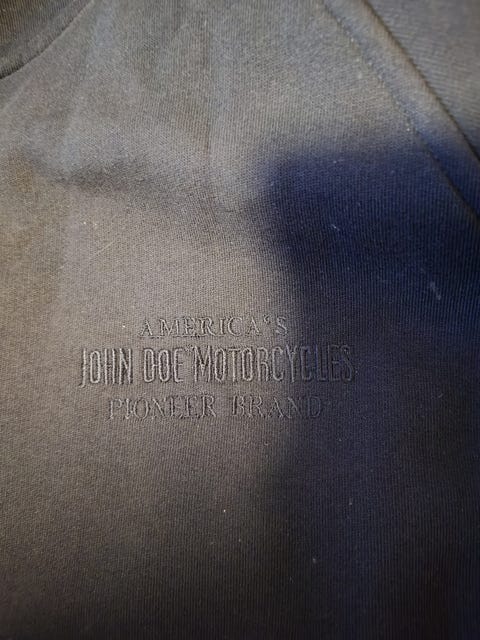 AMERICA'S
JOHN DOE MOTORCYCLES
PIONEER BRAND